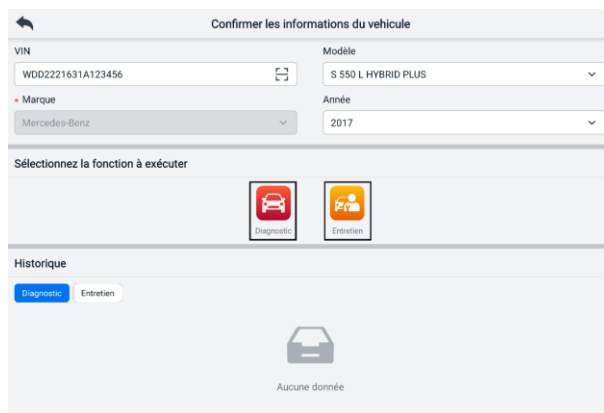 Confirmer les informations du vehicule
VIN
Modèle
WDD2221631A123456
S 550 L HYBRID PLUS
* Marque
Année
Mercedes-Benz
2017
Sélectionnez la fonction à exécuter
Diagnostic
Entretien
Historique
Diagnostic
Entretien
Aucune donnée